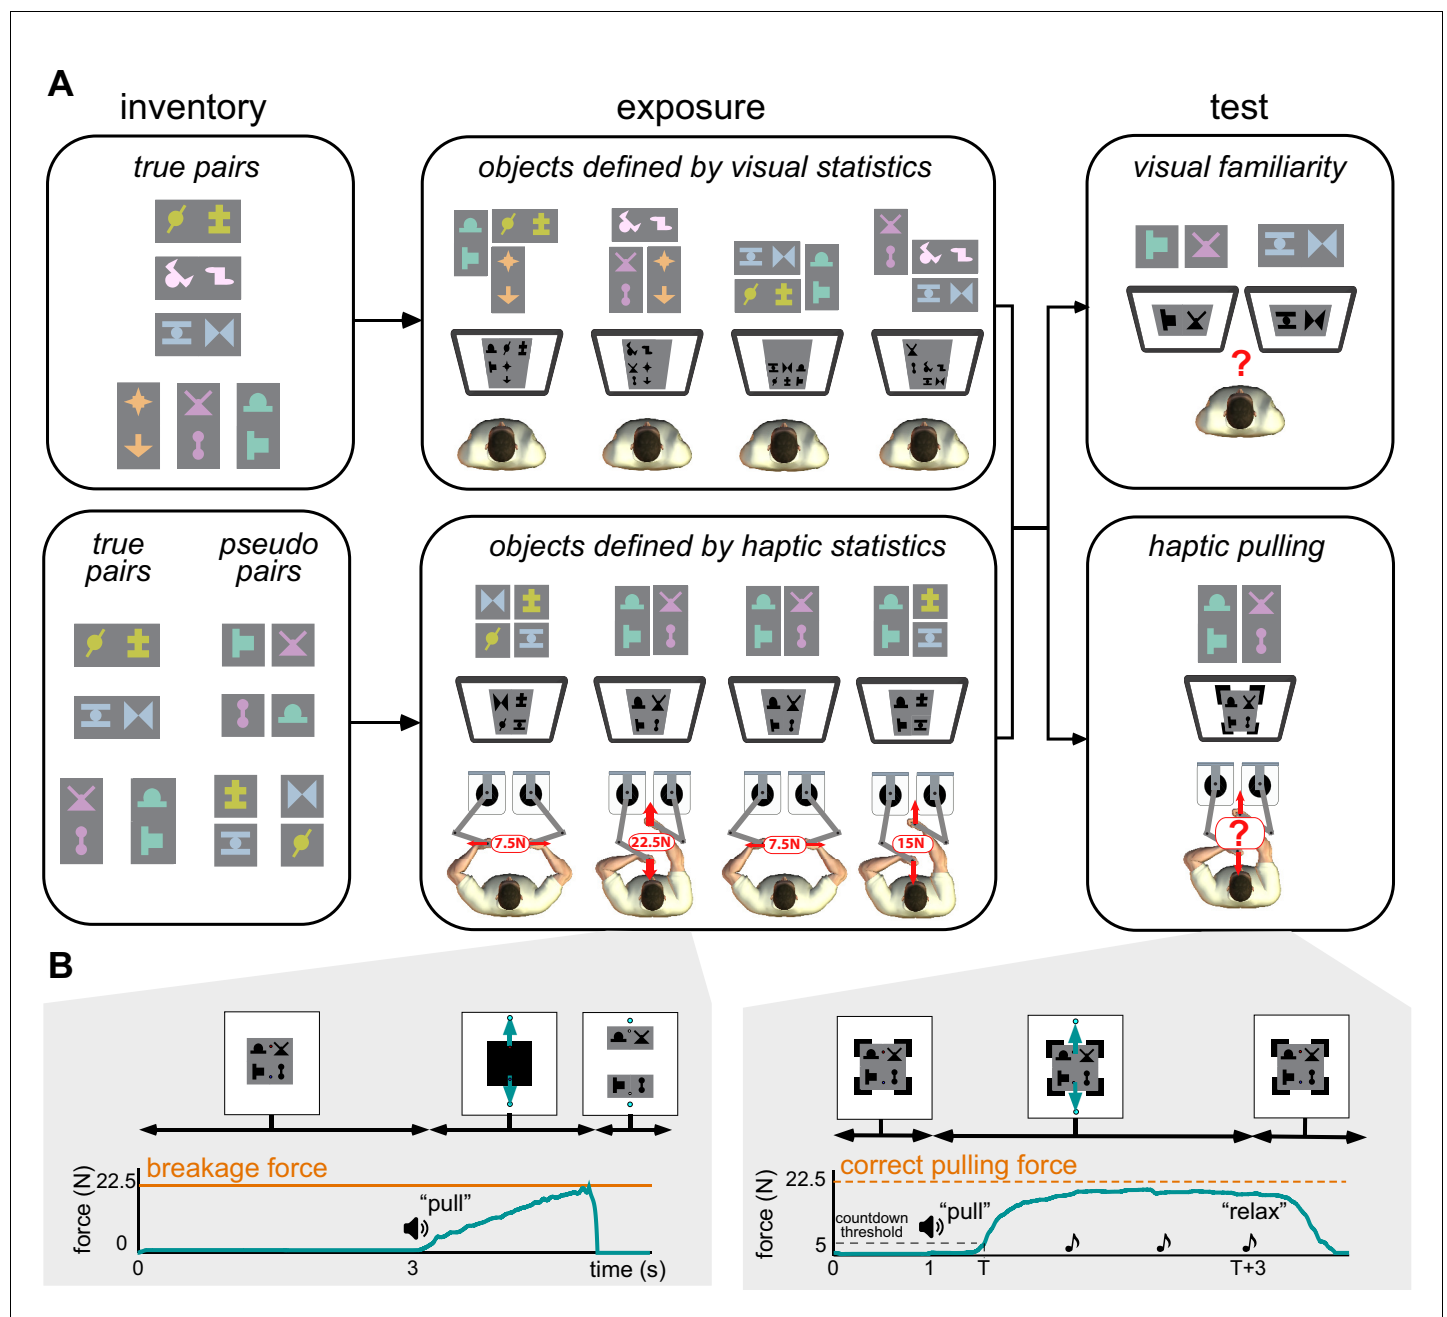 A
inventory
exposure
test
true pairs
objects defined by visual statistics
visual familiarity
?
true pairs
pseudo pairs
objects defined by haptic statistics
haptic pulling
7.5N
22.5N
7.5N
15N
?
B
breakage force
22.5
"pull"
force (N)
0
0
3
time (s)
correct pulling force
22.5
"pull"
"relax"
countdown
threshold
force (N)
5
0
1
T
T+3